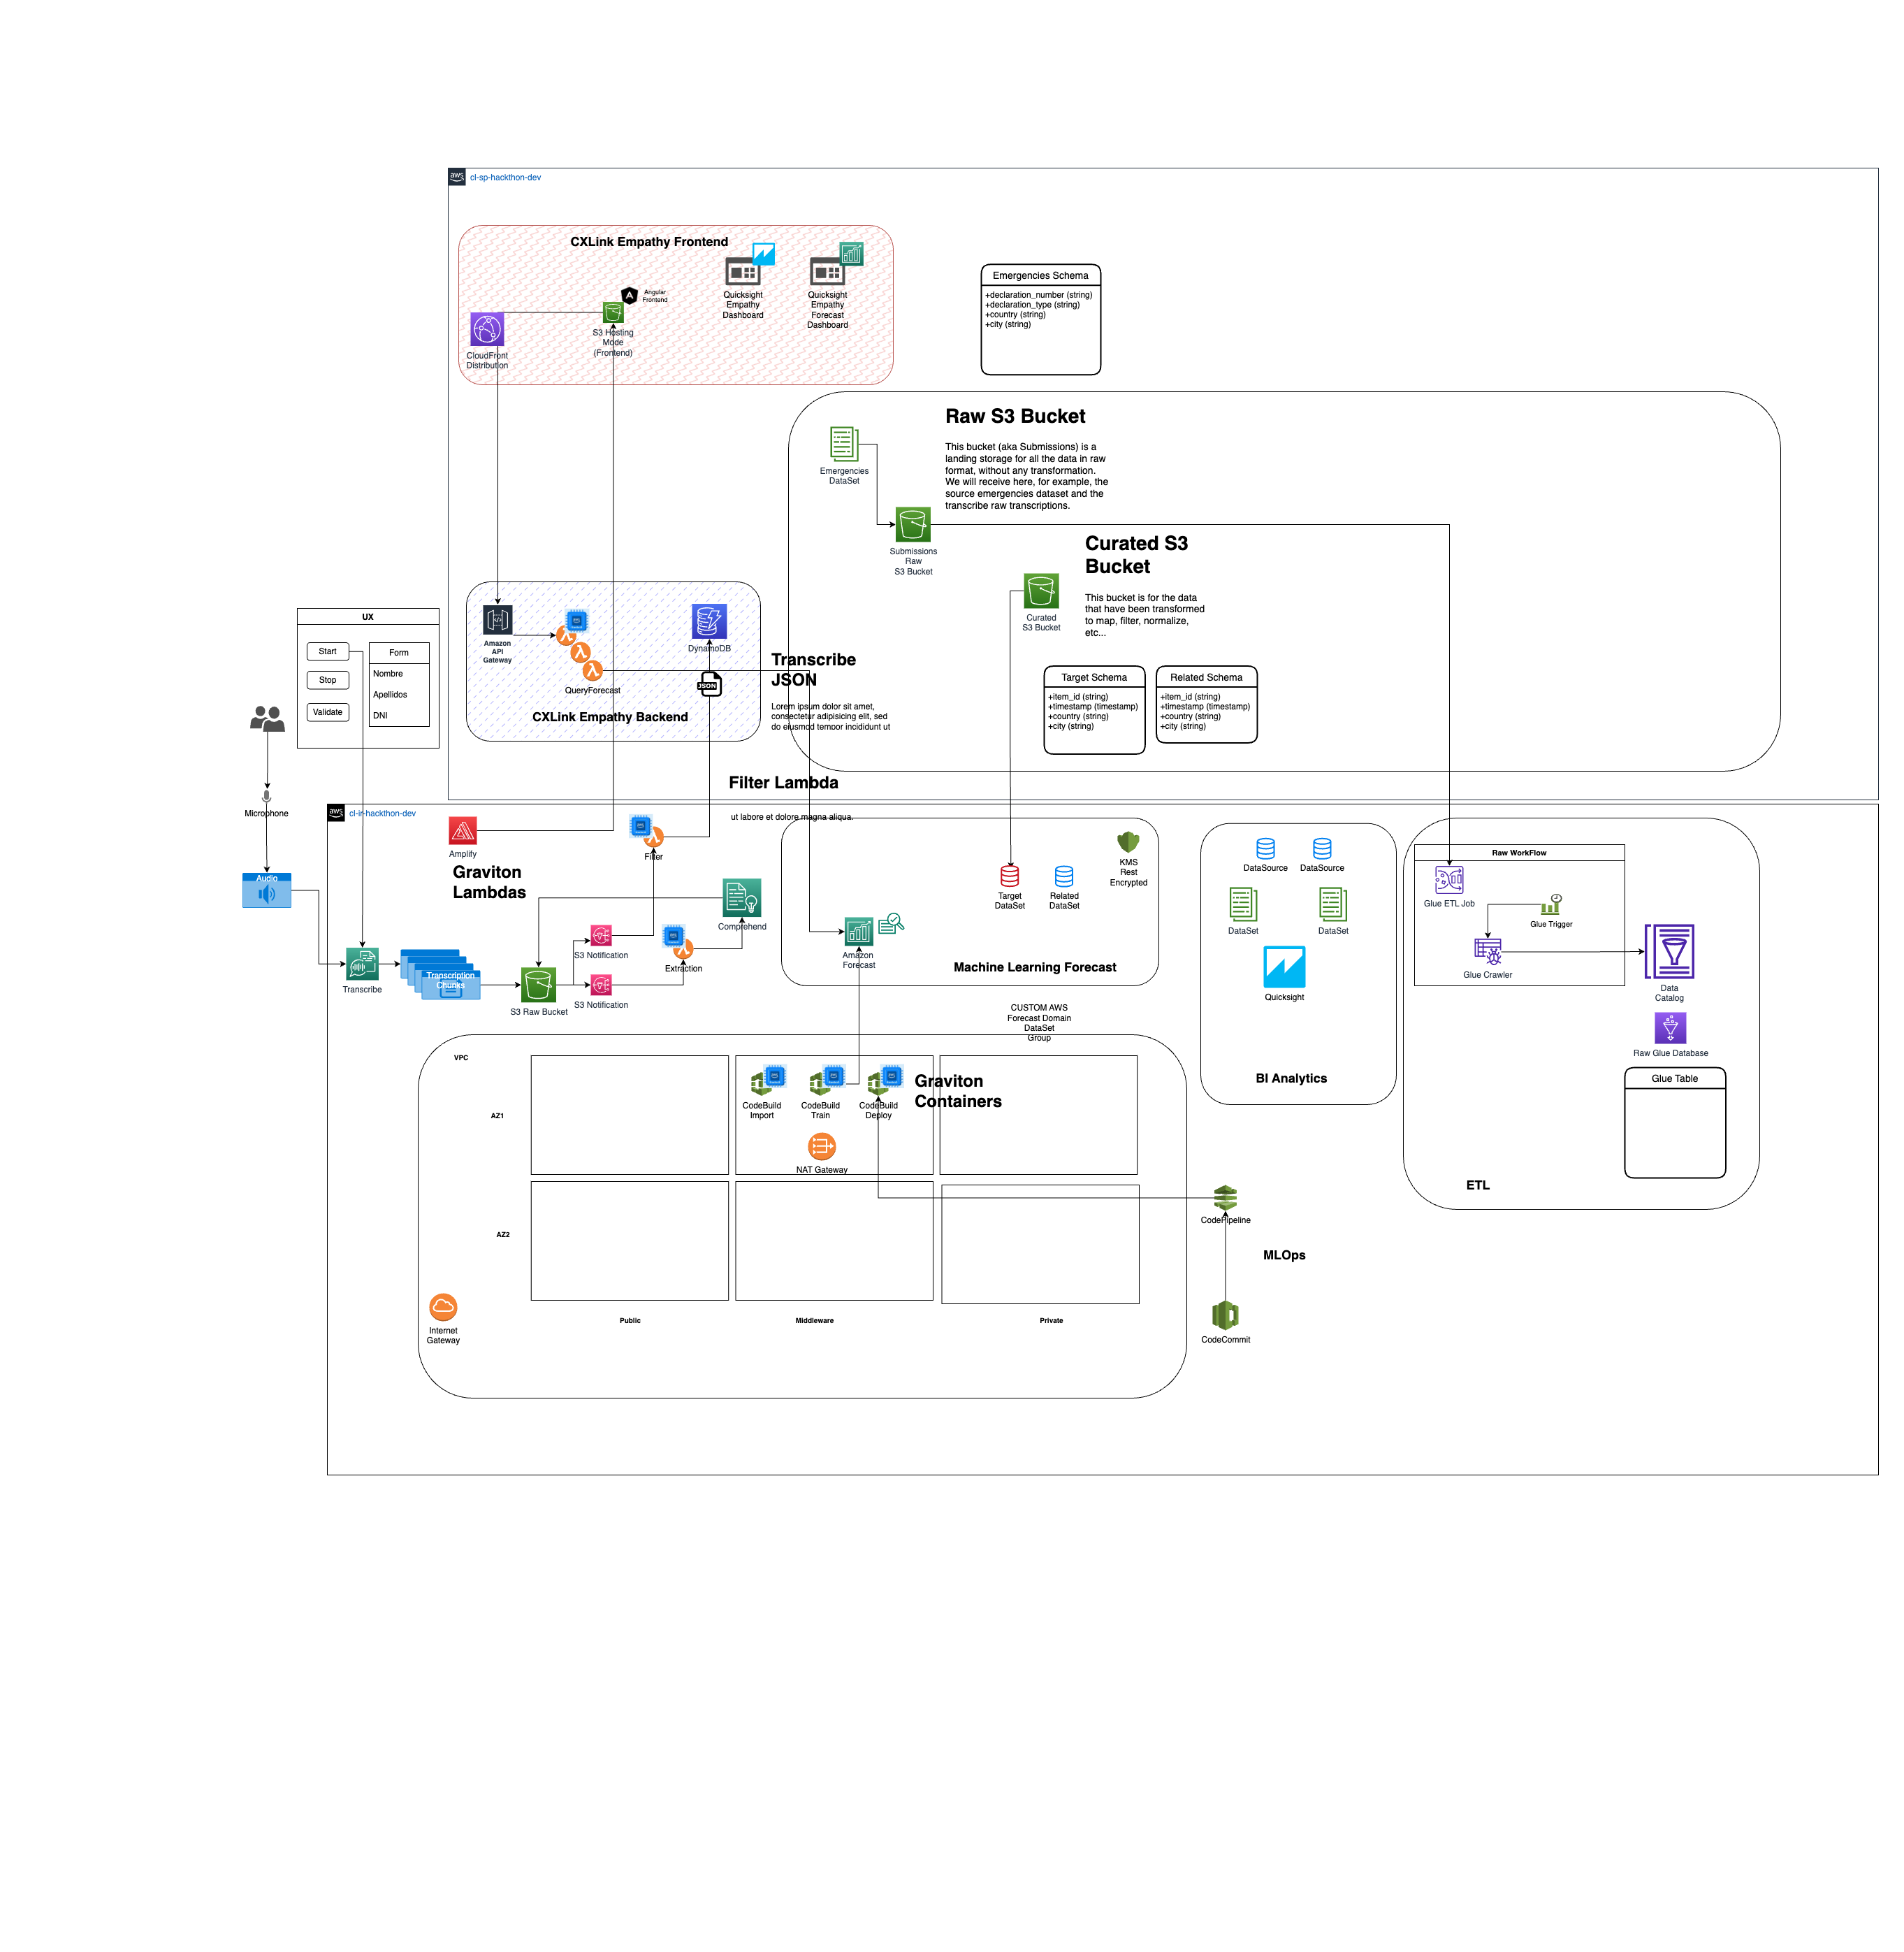 aws
cl-sp-hackthon-dev
CXLink Empathy Frontend
Angular
Frontend
Quicksight
Empathy
Dashboard
Quicksight
Empathy
Forecast
Dashboard
S3 Hosting
Mode
(Frontend)
CloudFront
Distribution
Emergencies Schema
+declaration_number (string)
+declaration_type (string)
+country (string)
+city (string)
Raw S3 Bucket
This bucket (aka Submissions) is a
landing storage for all the data in raw
format, without any transformation.
We will receive here, for example, the
source emergencies dataset and the
transcribe raw transcriptions.
Emergencies
DataSet
Submissions
Raw
S3 Bucket
Curated S3
Bucket
This bucket is for the data
that have been transformed
to map, filter, normalize,
etc...
Curated
S3 Bucket
Target Schema
+item_id (string)
+timestamp (timestamp)
+country (string)
+city (string)
Related Schema
+item_id (string)
+timestamp (timestamp)
+country (string)
+city (string)
Amazon
API
Gateway
aws
QueryForecast
DynamoDB
JSON
CXLink Empathy Backend
Transcribe
JSON
Lorem ipsum dolor sit amet,
consectetur adipisicing elit, sed
do eiusmod tempor incididunt ut
UX
Start
Stop
Validate
Form
Nombre
Apellidos
DNI
Microphone
Audio
Filter Lambda
ut labore et dolore magna aliqua.
aws
cl-ir-hackthon-dev
Amplify
Graviton
Lambdas
aws
Filter
Comprehend
S3 Notification
aws
Extraction
S3 Notification
Transcribe
Transcription
Chunks
S3 Raw Bucket
KMS
Rest
Encrypted
Target
DataSet
Related
DataSet
Amazon
Forecast
Machine Learning Forecast
CUSTOM AWS
Forecast Domain
DataSet
Group
DataSource
DataSource
DataSet
DataSet
Quicksight
BI Analytics
Raw WorkFlow
Glue ETL Job
Glue Trigger
Glue Crawler
Data
Catalog
Raw Glue Database
Glue Table
ETL
VPC
AZ1
aws
aws
aws
CodeBuild
Import
CodeBuild
Train
CodeBuild
Deploy
Graviton
Containers
NAT Gateway
AZ2
CodePipeline
MLOps
CodeCommit
Internet
Gateway
Public
Middleware
Private